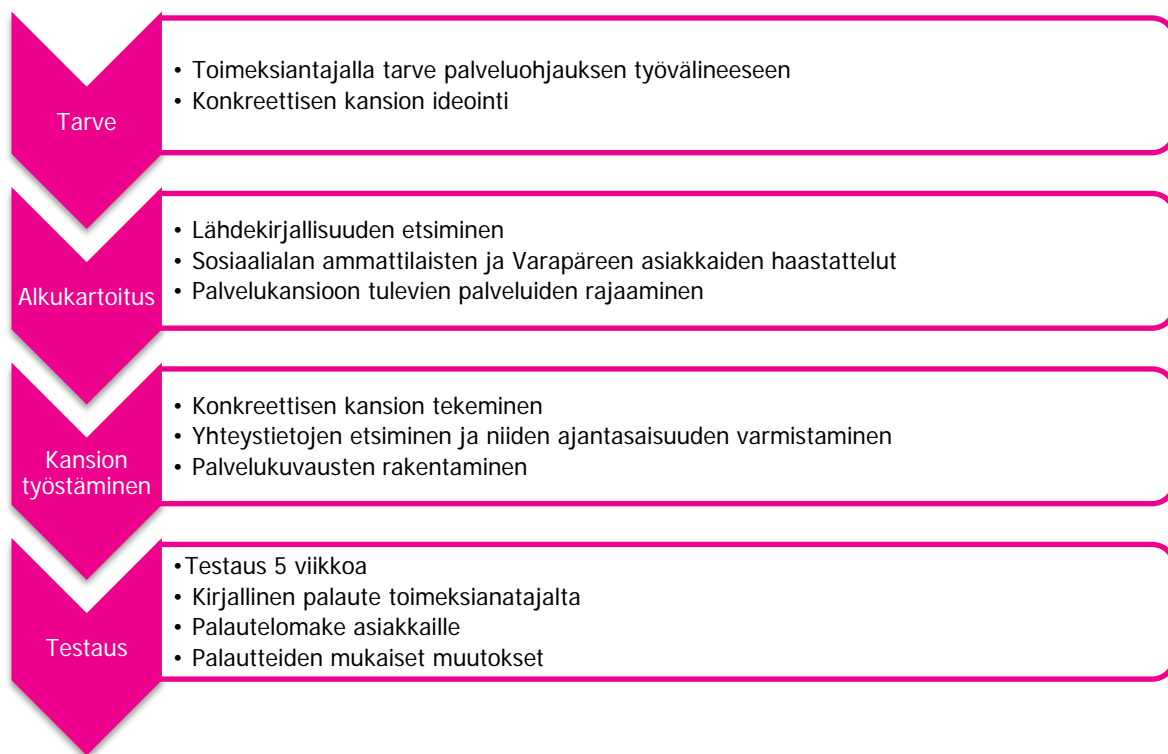 Tarve
• Toimeksiantajalla tarve palveluohjauksen työvälineeseen
• Konkreettisen kansion ideointi
Alkukartoitus
• Lähdekirjallisuuden etsiminen
• Sosiaalialan ammattilaisten ja Varapäreen asiakkaiden haastattelut
• Palvelukansioon tulevien palveluiden rajaaminen
Kansion
työstäminen
• Konkreettisen kansion tekeminen
• Yhteystietojen etsiminen ja niiden ajantasaisuuden varmistaminen
• Palvelukuvausten rakentaminen
Testaus
•Testaus 5 viikkoa
• Kirjallinen palaute toimeksianatajalta
• Palautelomake asiakkaille
• Palautteiden mukaiset muutokset